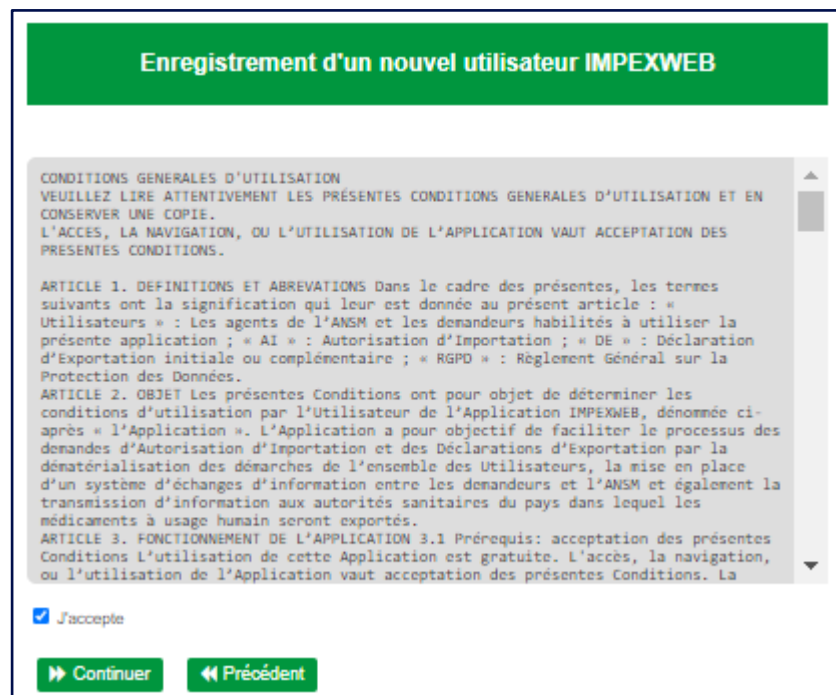 Enregistrement d'un nouvel utilisateur IMPEXWEB
CONDITIONS GENERALES D'UTILISATION
VEUILLEZ LIRE ATTENTIVEMENT LES PRÉSENTES CONDITIONS GENERALES D’UTILISATION ET EN
CONSERVER UNE COPIE.
L'ACCES, LA NAVIGATION, OU L’UTILISATION DE L’APPLICATION VAUT ACCEPTATION DES
PRESENTES CONDITIONS.
ARTICLE 1. DEFINITIONS ET ABREVATIONS Dans le cadre des présentes, les termes
suivants ont la signification qui leur est donnée au présent article : «
Utilisateurs » : Les agents de l’ANSM et les demandeurs habilités à utiliser la
présente application ; « AI » : Autorisation d’Importation ; « DE » : Déclaration
d’Exportation initiale ou complémentaire ; « RGPD » : Règlement Général sur la
Protection des Données.
ARTICLE 2. OBJET Les présentes Conditions ont pour objet de déterminer les
conditions d’utilisation par l’Utilisateur de l’Application IMPEXWEB, dénommée ci-
après « l’Application ». L’Application a pour objectif de faciliter le processus des
demandes d’Autorisation d’Importation et des Déclarations d’Exportation par la
dématérialisation des démarches de l’ensemble des Utilisateurs, la mise en place
d’un système d’échanges d’information entre les demandeurs et l’ANSM et également la
transmission d’information aux autorités sanitaires du pays dans lequel les
médicaments à usage humain seront exportés.
ARTICLE 3. FONCTIONNEMENT DE L’APPLICATION 3.1 Prérequis: acceptation des présentes
Conditions L’utilisation de cette Application est gratuite. L'accès, la navigation,
ou l’utilisation de l’Application vaut acceptation des présentes Conditions. La
J'accepte
Continuer Précédent